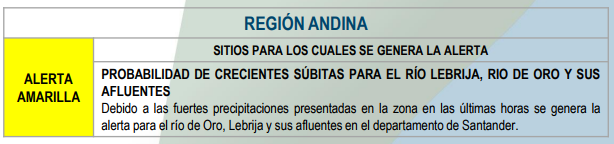 REGIÓN ANDINA
SITIOS PARA LOS CUALES SE GENERA LA ALERTA
ALERTA
AMARILLA
PROBABILIDAD DE CRECIENTES SÚBITAS PARA EL RÍO LEBRIJA, RIO DE ORO Y SUS
AFLUENTES
Debido a las fuertes precipitaciones presentadas en la zona en las últimas horas se genera la
alerta para el río de Oro, Lebrija y sus afluentes en el departamento de Santander.